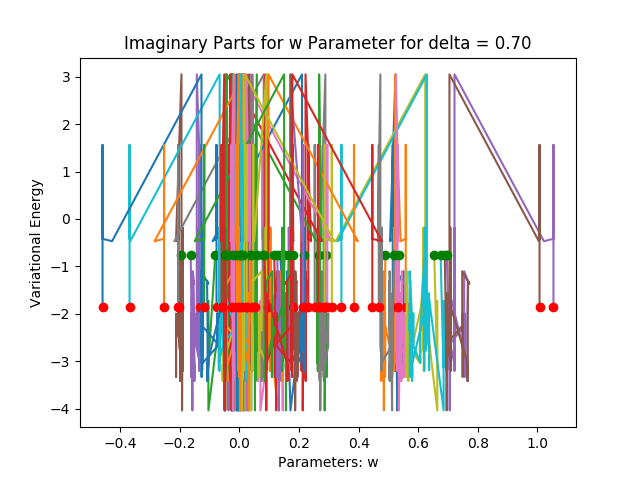 Imaginary Parts for w Parameter for delta = 0.70
3
2
1
0
−1
−2
−3
−4
Variational Energy
−0.4 −0.2 0.0 0.2 0.4 0.6 0.8 1.0
Parameters: w